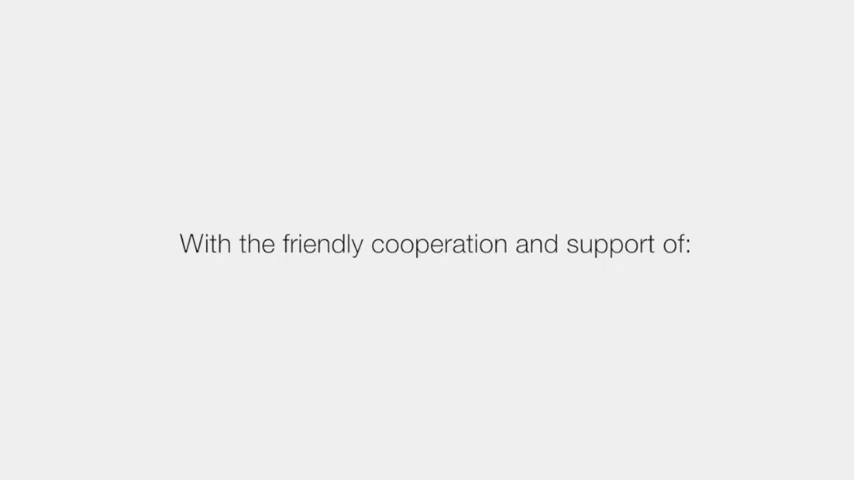 With the friendly cooperation and support of: